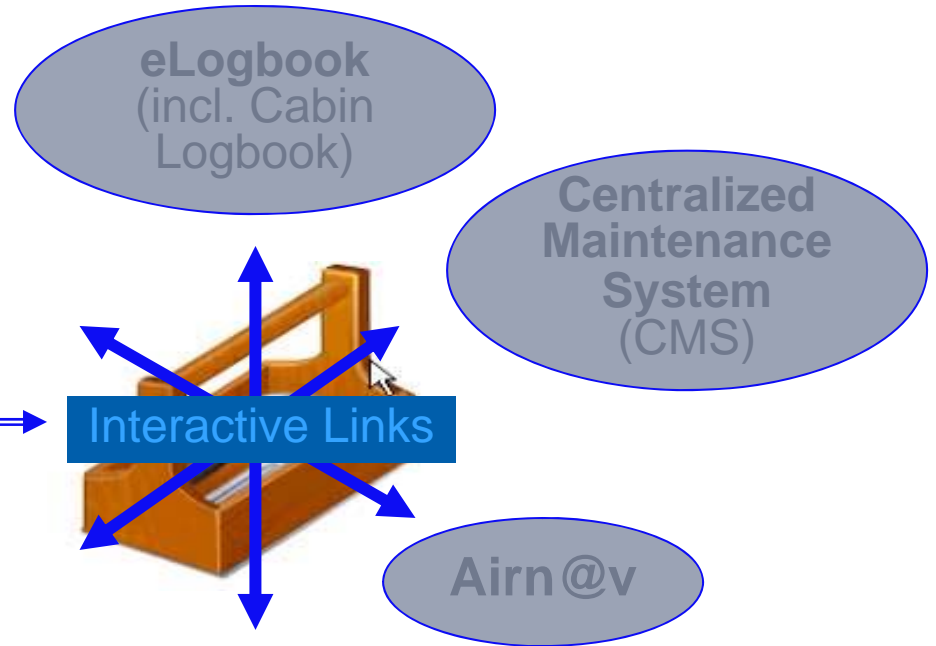 eLogbook
(incl. Cabin
Logbook)
Centralized
Maintenance
System
(CMS)
Interactive Links
Airn@v